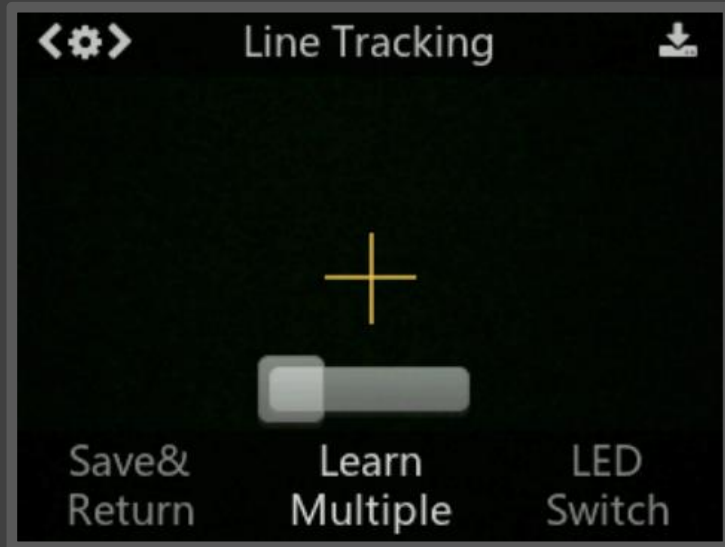 Line Tracking
Save&
Return
Learn
Multiple
LED
Switch